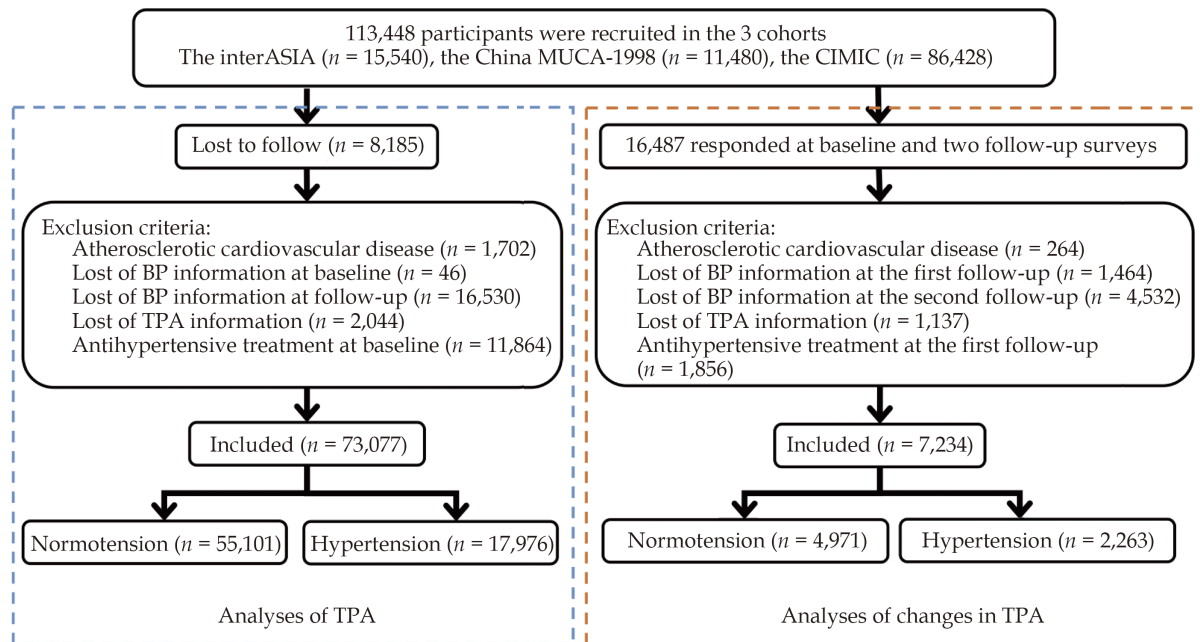 113,448 participants were recruited in the 3 cohorts
The interASIA (n = 15,540), the China MUCA-1998 (n = 11,480), the CIMIC (n = 86,428)
Lost to follow (n = 8,185)
Exclusion criteria:
Atherosclerotic cardiovascular disease (n = 1,702)
Lost of BP information at baseline (n = 46)
Lost of BP information at follow-up (n = 16,530)
Lost of TPA information (n = 2,044)
Antihypertensive treatment at baseline (n = 11,864)
Included (n = 73,077)
Normotension (n = 55,101)
Hypertension (n = 17,976)
Analyses of TPA
16,487 responded at baseline and two follow-up surveys
Exclusion criteria:
Atherosclerotic cardiovascular disease (n = 264)
Lost of BP information at the first follow-up (n = 1,464)
Lost of BP information at the second follow-up (n = 4,532)
Lost of TPA information (n = 1,137)
Antihypertensive treatment at the first follow-up
(n = 1,856)
Included (n = 7,234)
Normotension (n = 4,971)
Hypertension (n = 2,263)
Analyses of changes in TPA